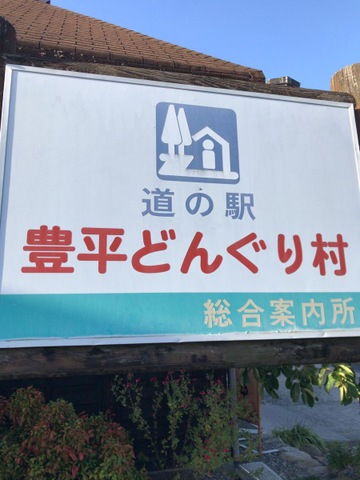 道の駅
豊平どんぐり村
総合案内所